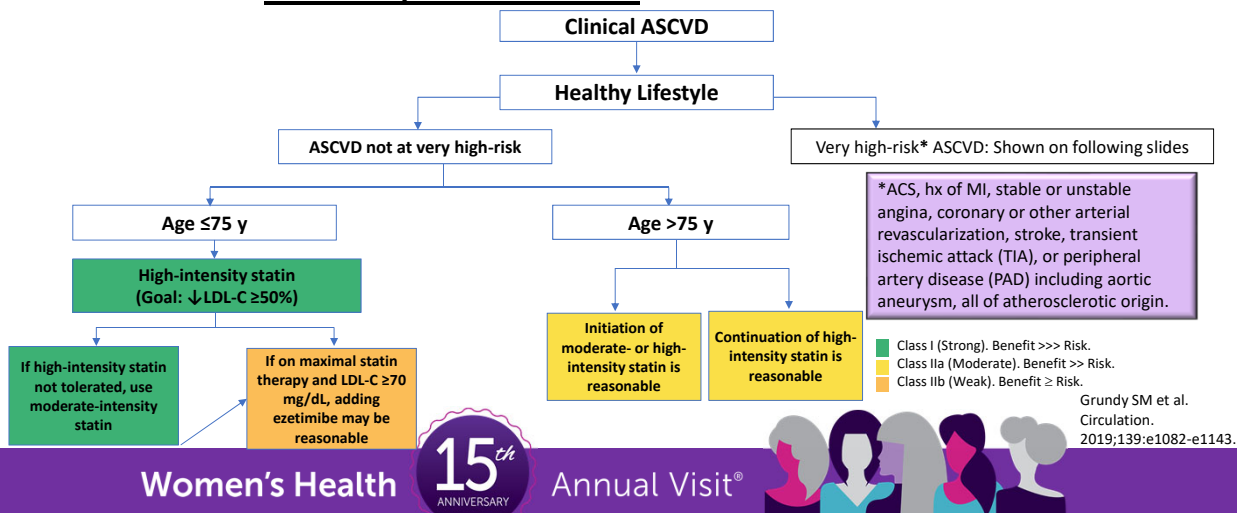 Clinical ASCVD
Healthy Lifestyle
ASCVD not at very high-risk
Very high-risk* ASCVD: Shown on following slides
Age ≤75 y
Age >75 y
*ACS, hx of MI, stable or unstable
angina, coronary or other arterial
revascularization, stroke, transient
ischemic attack (TIA), or peripheral
artery disease (PAD) including aortic
aneurysm, all of atherosclerotic origin.
High-intensity statin
(Goal: ↓LDL-C ≥50%)
If high-intensity statin
not tolerated, use
moderate-intensity
statin
If on maximal statin
therapy and LDL-C ≥70
mg/dL, adding
ezetimibe may be
reasonable
Initiation of
moderate- or high-
intensity statin is
reasonable
Continuation of high-
intensity statin is
reasonable
Class I (Strong). Benefit >>> Risk.
Class IIa (Moderate). Benefit >> Risk.
Class IIb (Weak). Benefit ≥ Risk.
Grundy SM et al.
Circulation.
2019;139:e1082-e1143.
Women's Health
15th
ANNIVERSARY
Annual Visit®